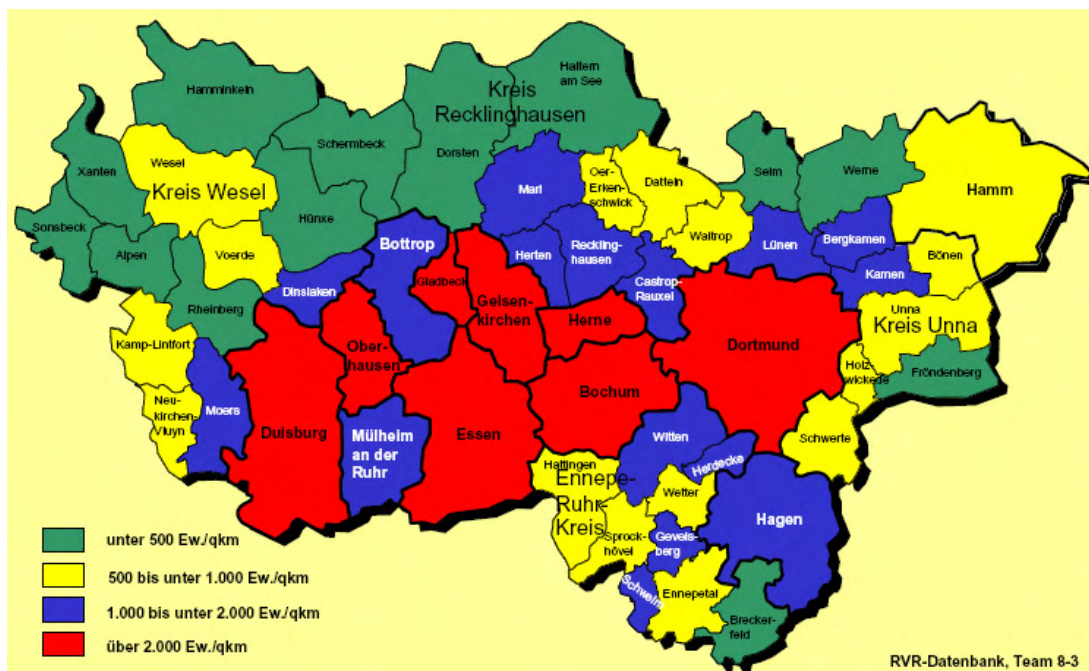 Haltern
am See
Hamminkeln
Kreis
Recklinghausen
Schermbeck
Dorsten
Wesel
Xanten
Kreis Wesel
Marl
Oer-
Erken-
schwick
Datteln
Selm
Werne
Hamm
Sonsbeck
Alpen
Hünxe
Voerde
Bottrop
Herten
Reckling-
hausen
Waltrop
Lünen
Bergkamen
Bönen
Kamen
Dinslaken
Gladbeck
Gelsen-
kirchen
Castrop-
Rauxel
Rheinberg
Herne
Unna
Kreis Unna
Kamp-Lintfort
Ober-
hausen
Dortmund
Holz
wickede
Fröndenberg
Neu-
kirchen-
Vluyn
Moers
Duisburg
Mülheim
an der
Ruhr
Essen
Bochum
Witten
Schwerte
Hattingen
Herdecke
Ennepe-
Ruhr-
Kreis
Wetter
Hagen
Sprock-
hövel
Gevels-
berg
Schwelm
Ennepetal
Brecker-
feld
unter 500 Ew./qkm
500 bis unter 1.000 Ew./qkm
1.000 bis unter 2.000 Ew./qkm
über 2.000 Ew./qkm
RVR-Datenbank, Team 8-3